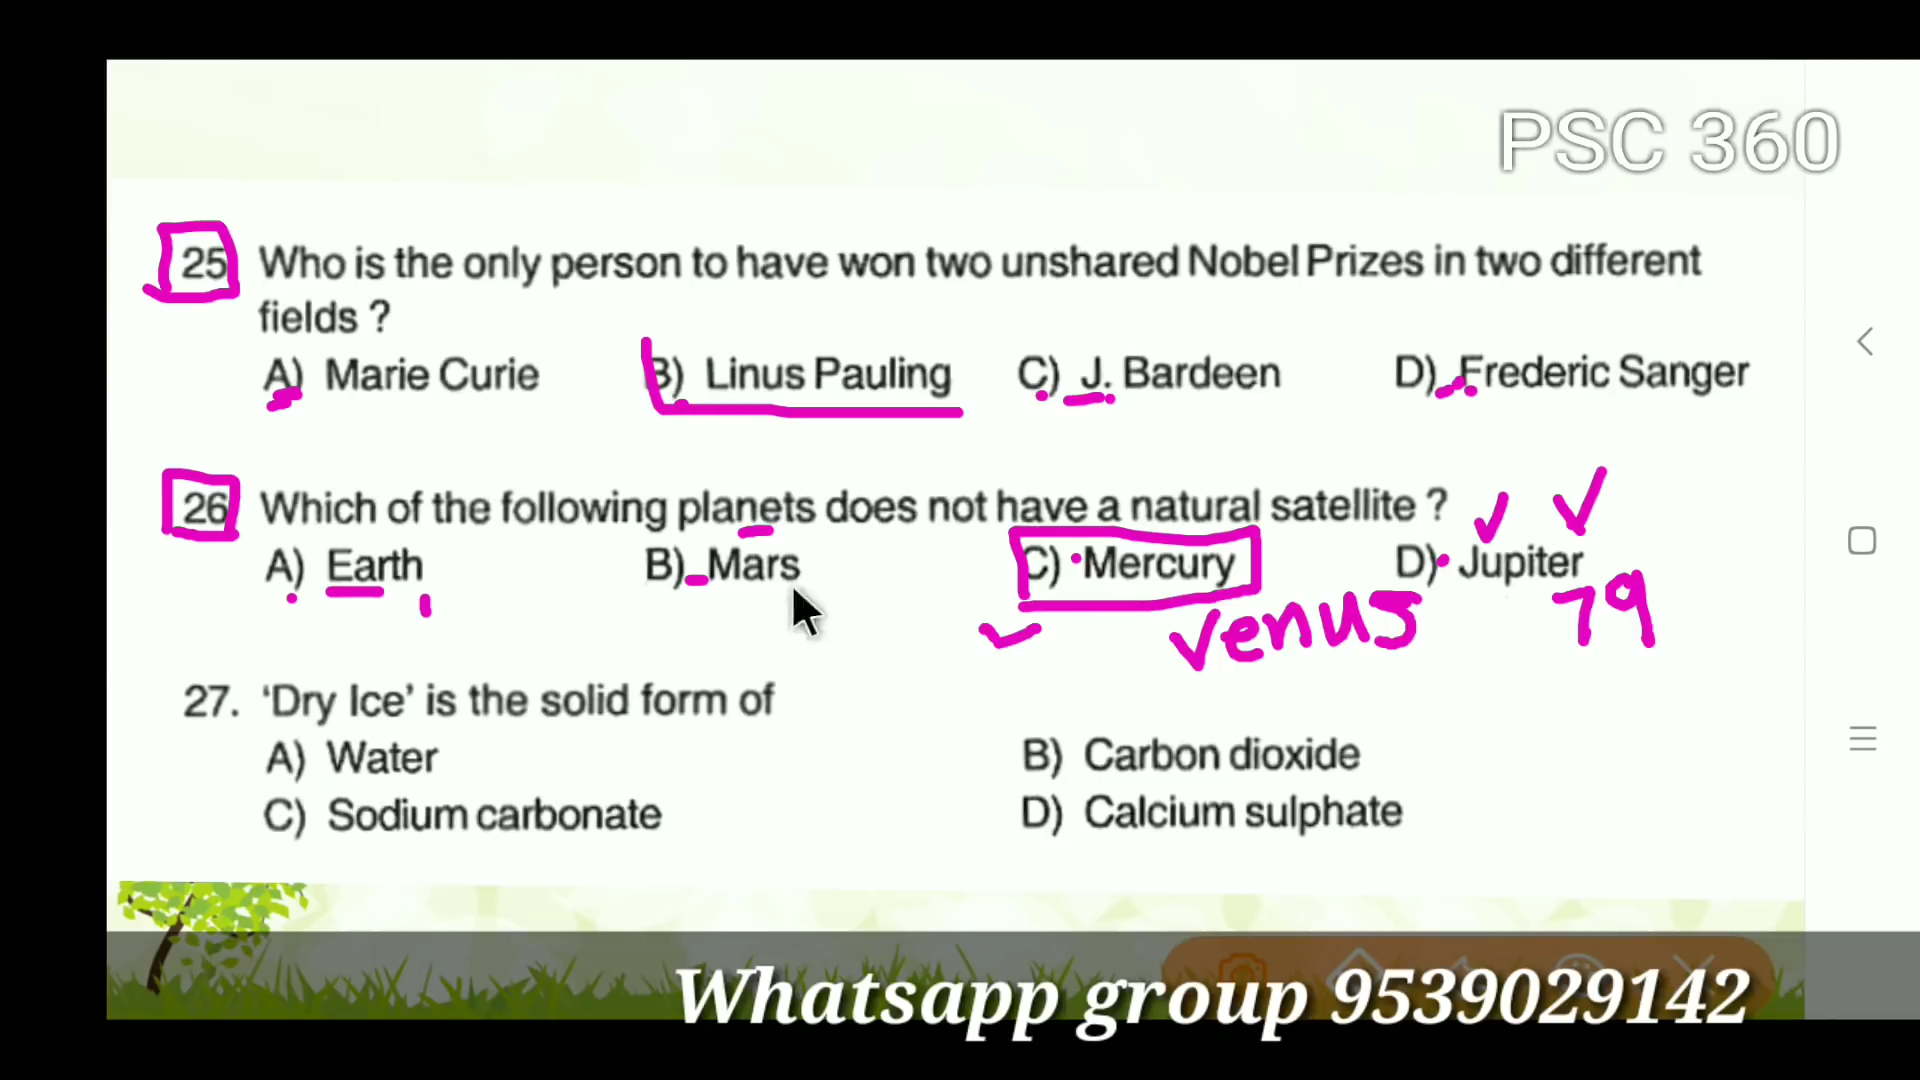 PSC 360
25 Who is the only person to have won two unshared Nobel Prizes in two different
fields ?
A) Marie Curie B) Linus Pauling C) J. Bardeen D) Frederic Sanger
26 Which of the following planets does not have a natural satellite ?
A) Earth B) Mars C) Mercury D) Jupiter
1 Venus 79
27. 'Dry Ice' is the solid form of
A) Water B) Carbon dioxide
C) Sodium carbonate D) Calcium sulphate
Whatsapp group 9539029142